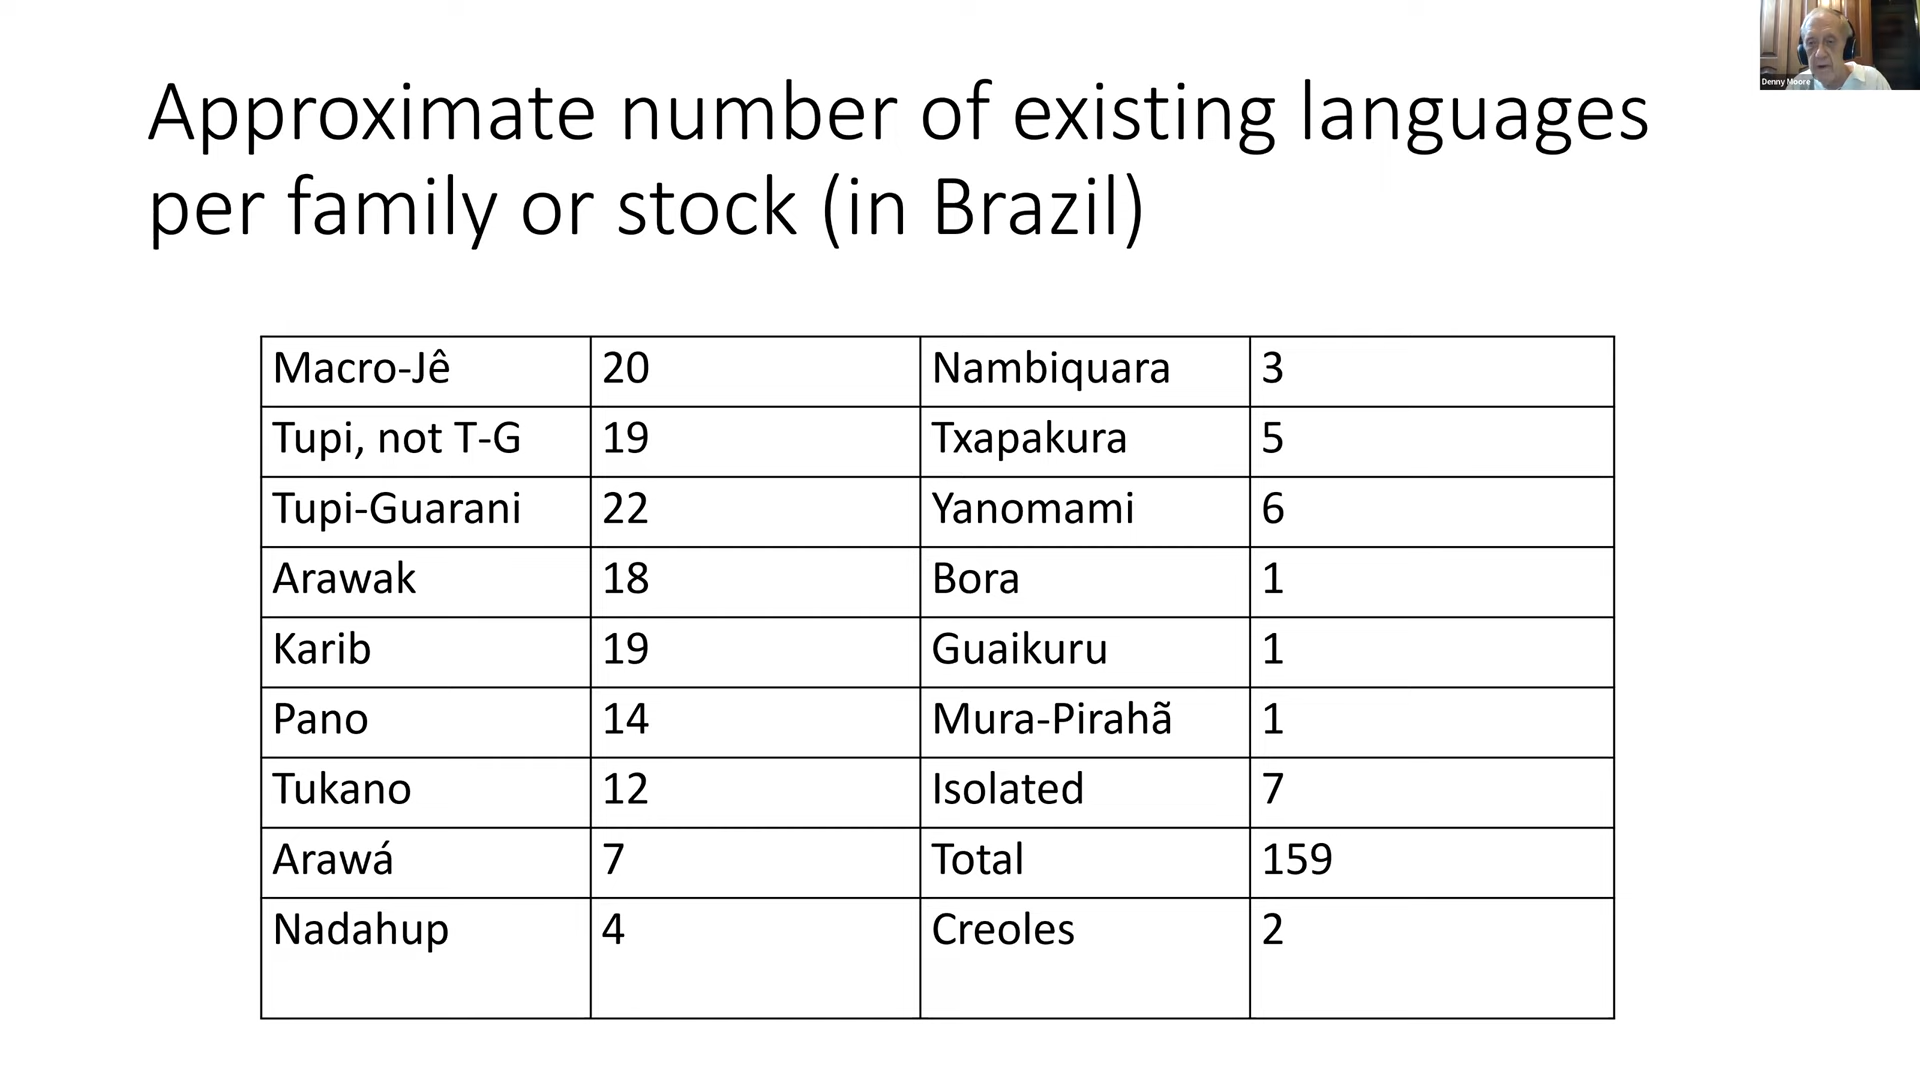 Approximate number of existing languages
per family or stock (in Brazil)
Macro-Jê 20 Nambiquara 3
Tupi, not T-G 19 Txapakura 5
Tupi-Guarani 22 Yanomami 6
Arawak 18 Bora 1
Karib 19 Guaikuru 1
Pano 14 Mura-Pirahã 1
Tukano 12 Isolated 7
Arawá 7 Total 159
Nadahup 4 Creoles 2
Denny Moore